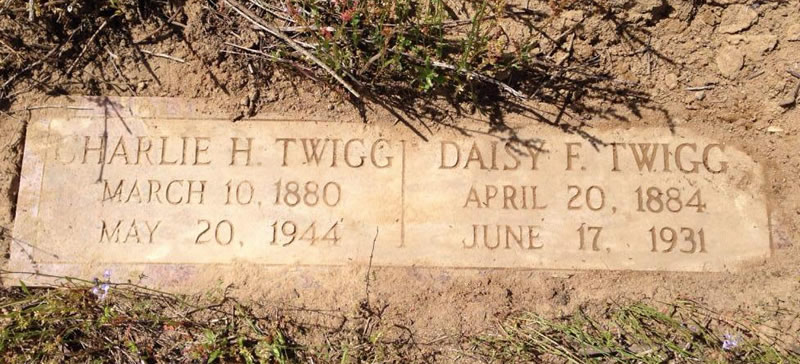 CHARLIE H. TWIGG
MARCH 10, 1880
MAY 20, 1944
DAISY F. TWIGG
APRIL 20, 1884
JUNE 17, 1931